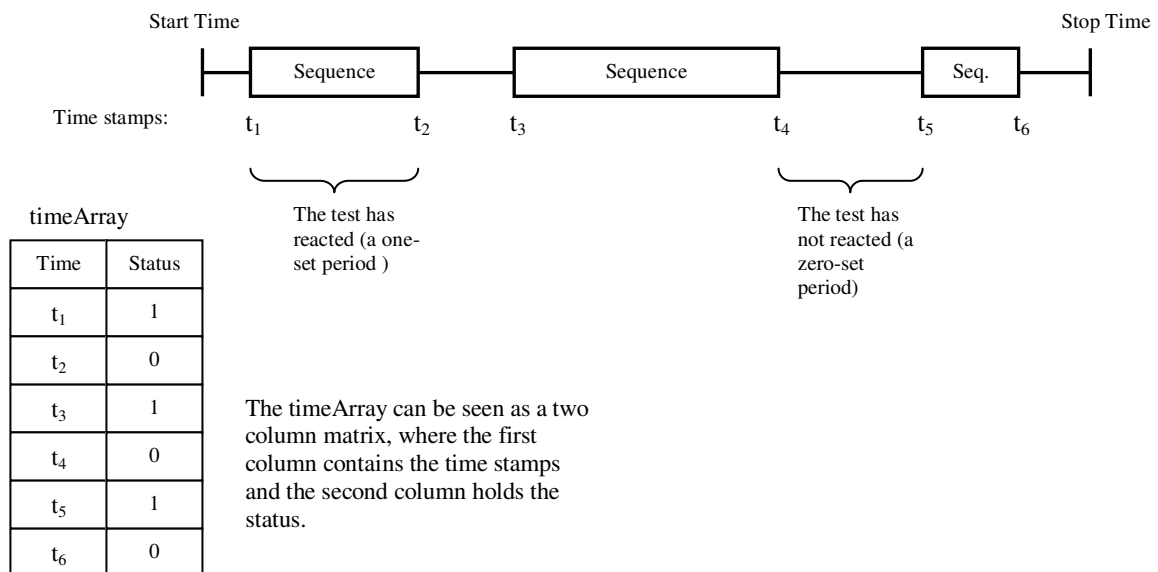 Start Time
Stop Time
Sequence
Sequence
Seq.
Time stamps:
t₁
t₂
t₃
t₄
t₅
t₆
The test has
reacted (a one-
set period )
The test has
not reacted (a
zero-set
period)
timeArray
Time Status
t₁ 1
t₂ 0
t₃ 1
t₄ 0
t₅ 1
t₆ 0
The timeArray can be seen as a two
column matrix, where the first
column contains the time stamps
and the second column holds the
status.